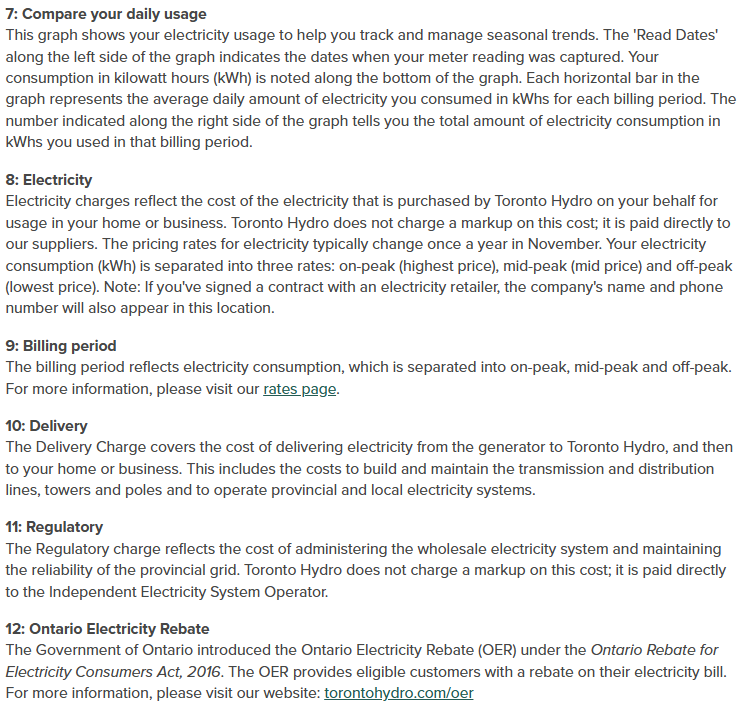 7: Compare your daily usage
This graph shows your electricity usage to help you track and manage seasonal trends. The 'Read Dates'
along the left side of the graph indicates the dates when your meter reading was captured. Your
consumption in kilowatt hours (kWh) is noted along the bottom of the graph. Each horizontal bar in the
graph represents the average daily amount of electricity you consumed in kWhs for each billing period. The
number indicated along the right side of the graph tells you the total amount of electricity consumption in
kWhs you used in that billing period.
8: Electricity
Electricity charges reflect the cost of the electricity that is purchased by Toronto Hydro on your behalf for
usage in your home or business. Toronto Hydro does not charge a markup on this cost; it is paid directly to
our suppliers. The pricing rates for electricity typically change once a year in November. Your electricity
consumption (kWh) is separated into three rates: on-peak (highest price), mid-peak (mid price) and off-peak
(lowest price). Note: If you've signed a contract with an electricity retailer, the company's name and phone
number will also appear in this location.
9: Billing period
The billing period reflects electricity consumption, which is separated into on-peak, mid-peak and off-peak.
For more information, please visit our rates page.
10: Delivery
The Delivery Charge covers the cost of delivering electricity from the generator to Toronto Hydro, and then
to your home or business. This includes the costs to build and maintain the transmission and distribution
lines, towers and poles and to operate provincial and local electricity systems.
11: Regulatory
The Regulatory charge reflects the cost of administering the wholesale electricity system and maintaining
the reliability of the provincial grid. Toronto Hydro does not charge a markup on this cost; it is paid directly
to the Independent Electricity System Operator.
12: Ontario Electricity Rebate
The Government of Ontario introduced the Ontario Electricity Rebate (OER) under the Ontario Rebate for
Electricity Consumers Act, 2016. The OER provides eligible customers with a rebate on their electricity bill.
For more information, please visit our website: torontohydro.com/oer